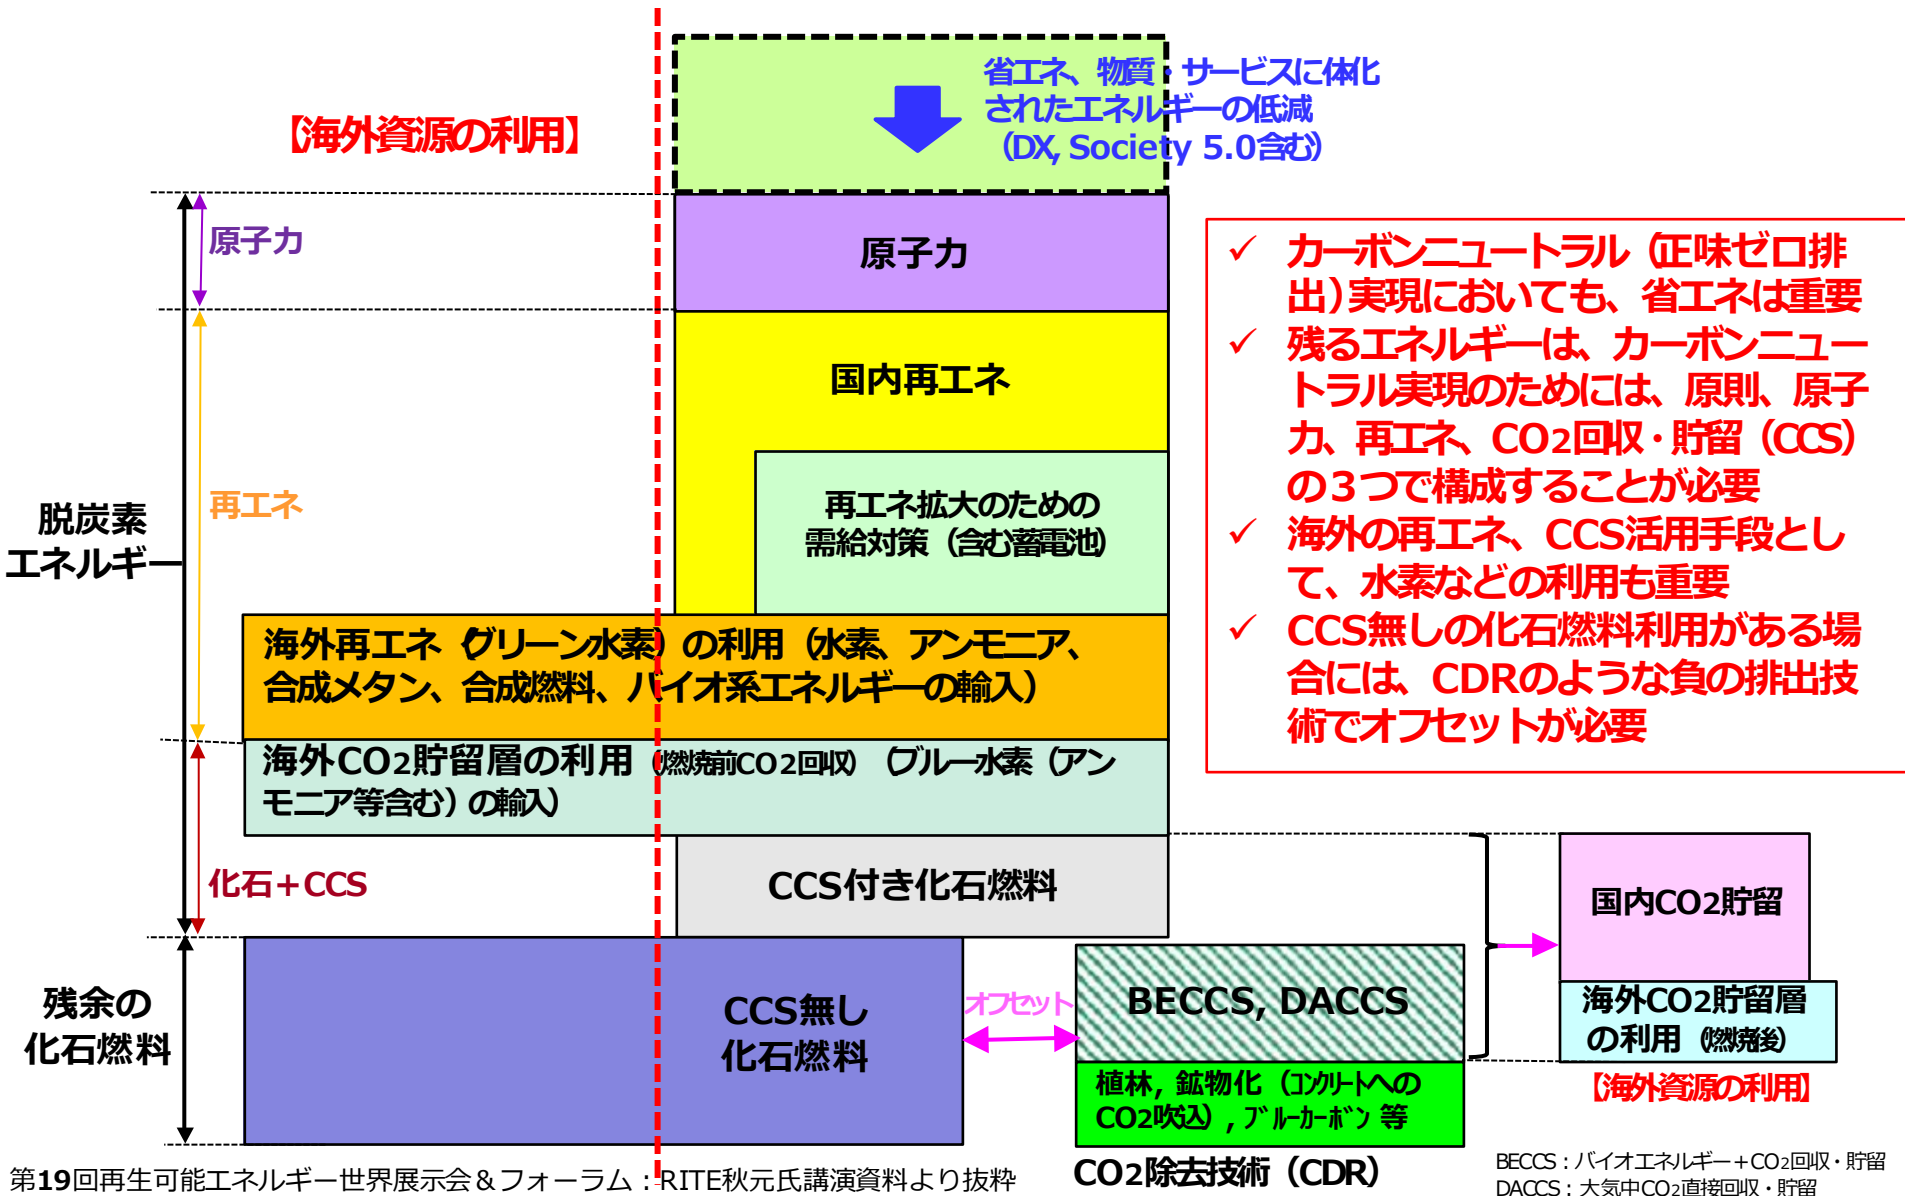 省エネ、物質・サービスに体化
されたエネルギーの低減
（DX, Society 5.0含む）
【海外資源の利用】
原子力
原子力
国内再エネ
再エネ
再エネ拡大のための
需給対策（含む蓄電池）
脱炭素
エネルギー
海外再エネ（グリーン水素）の利用（水素、アンモニア、
合成メタン、合成燃料、バイオ系エネルギーの輸入）
海外CO2貯留層の利用（燃焼前CO2回収）（ブルー水素（アン
モニア等含む）の輸入）
化石＋CCS
CCS付き化石燃料
残余の
化石燃料
CCS無し
化石燃料
オフセット
BECCS, DACCS
植林, 鉱物化（コンクリートへの
CO2吹込）, ブルーカーボン 等
CO2除去技術（CDR）
✓ カーボンニュートラル（正味ゼロ排
出）実現においても、省エネは重要
✓ 残るエネルギーは、カーボンニュー
トラル実現のためには、原則、原子
力、再エネ、CO2回収・貯留（CCS）
の３つで構成することが必要
✓ 海外の再エネ、CCS活用手段とし
て、水素などの利用も重要
✓ CCS無しの化石燃料利用がある場
合には、CDRのような負の排出技
術でオフセットが必要
国内CO2貯留
海外CO2貯留層
の利用（燃焼後）
【海外資源の利用】
第19回再生可能エネルギー世界展示会＆フォーラム：RITE秋元氏講演資料より抜粋
BECCS：バイオエネルギー+CO2回収・貯留
DACCS：大気中CO2直接回収・貯留